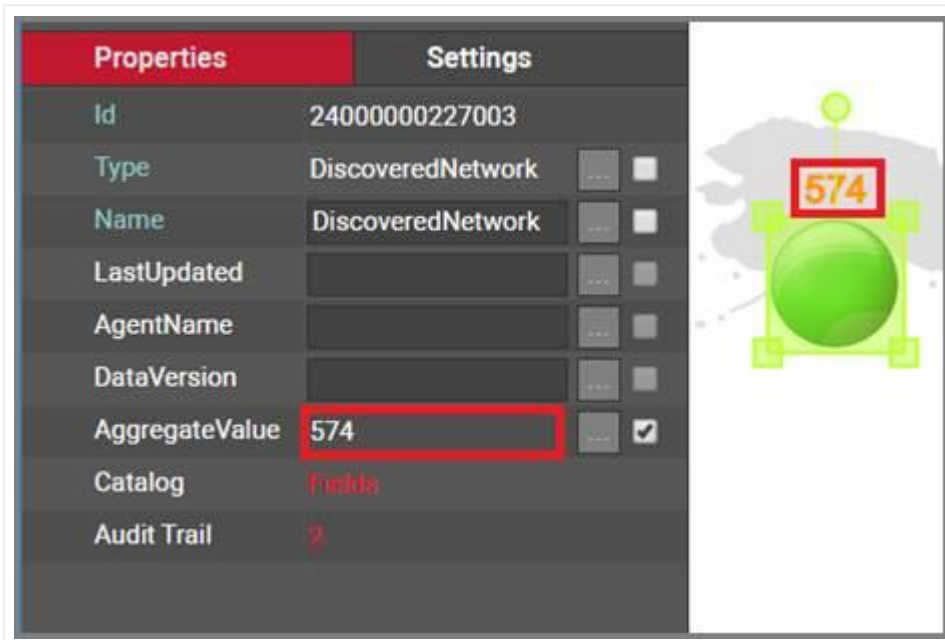 Properties Settings
Id 24000000227003
Type DiscoveredNetwork ...
Name DiscoveredNetwork ...
LastUpdated ...
AgentName ...
DataVersion ...
AggregateValue 574 ...
Catalog Fields
Audit Trail 2
574